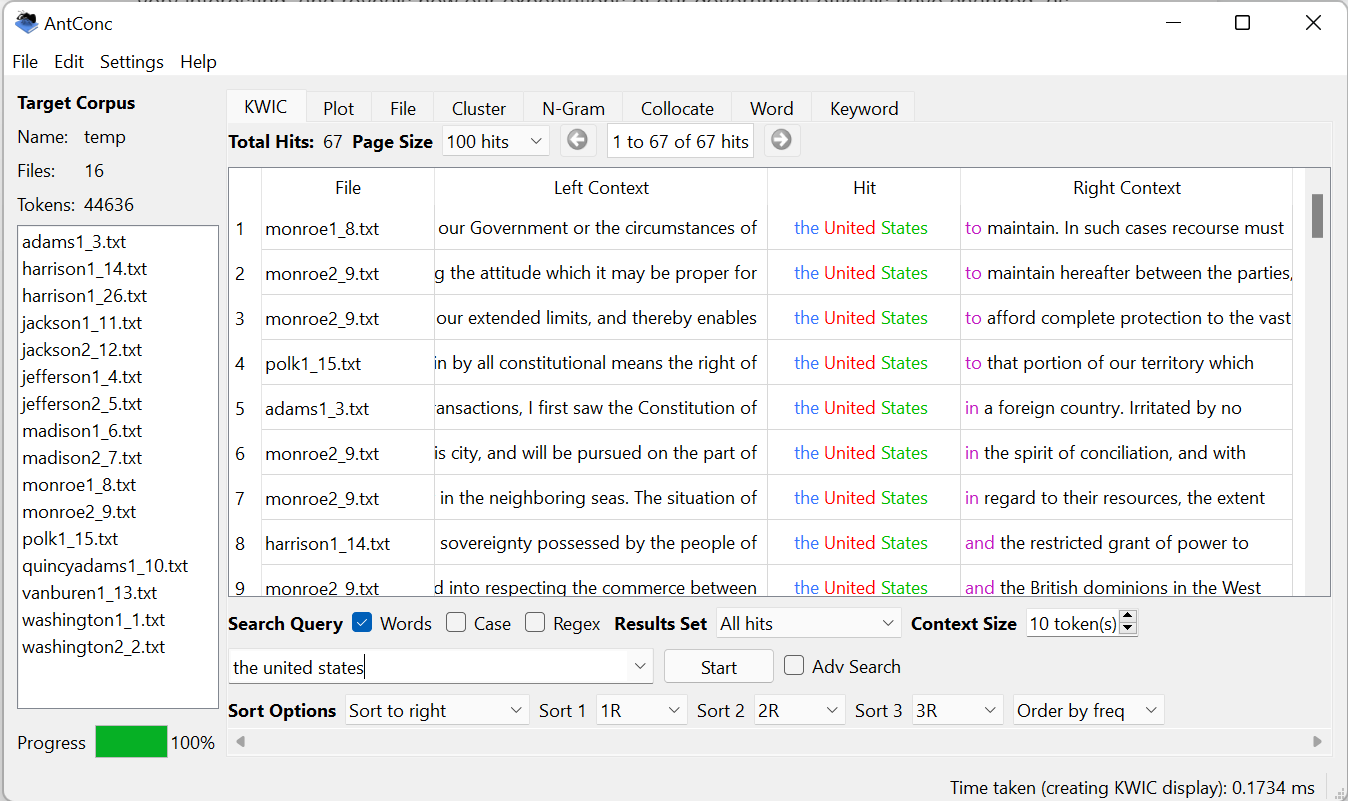 AntConc
File Edit Settings Help
Target Corpus
Name: temp
Files: 16
Tokens: 44636
adams1_3.txt
harrison1_14.txt
harrison1_26.txt
jackson1_11.txt
jackson2_12.txt
jefferson1_4.txt
jefferson2_5.txt
madison1_6.txt
madison2_7.txt
monroe1_8.txt
monroe2_9.txt
polk1_15.txt
quincyadams1_10.txt
vanburen1_13.txt
washington1_1.txt
washington2_2.txt
Progress 100%
KWIC Plot File Cluster N-Gram Collocate Word Keyword
Total Hits: 67 Page Size 100 hits 1 to 67 of 67 hits
File Left Context Hit Right Context
1 monroe1_8.txt our Government or the circumstances of the United States to maintain. In such cases recourse must
2 monroe2_9.txt g the attitude which it may be proper for the United States to maintain hereafter between the parties,
3 monroe2_9.txt our extended limits, and thereby enables the United States to afford complete protection to the vast
4 polk1_15.txt in by all constitutional means the right of the United States to that portion of our territory which
5 adams1_3.txt ransactions, I first saw the Constitution of the United States in a foreign country. Irritated by no
6 monroe2_9.txt is city, and will be pursued on the part of the United States in the spirit of conciliation, and with
7 monroe2_9.txt in the neighboring seas. The situation of the United States in regard to their resources, the extent
8 harrison1_14.txt sovereignty possessed by the people of the United States and the restricted grant of power to
9 monroe2_9.txt d into respecting the commerce between the United States and the British dominions in the West
Search Query Words Case Regex Results Set All hits Context Size 10 token(s)
the united states Start Adv Search
Sort Options Sort to right Sort 1 1R Sort 2 2R Sort 3 3R Order by freq
Time taken (creating KWIC display): 0.1734 ms